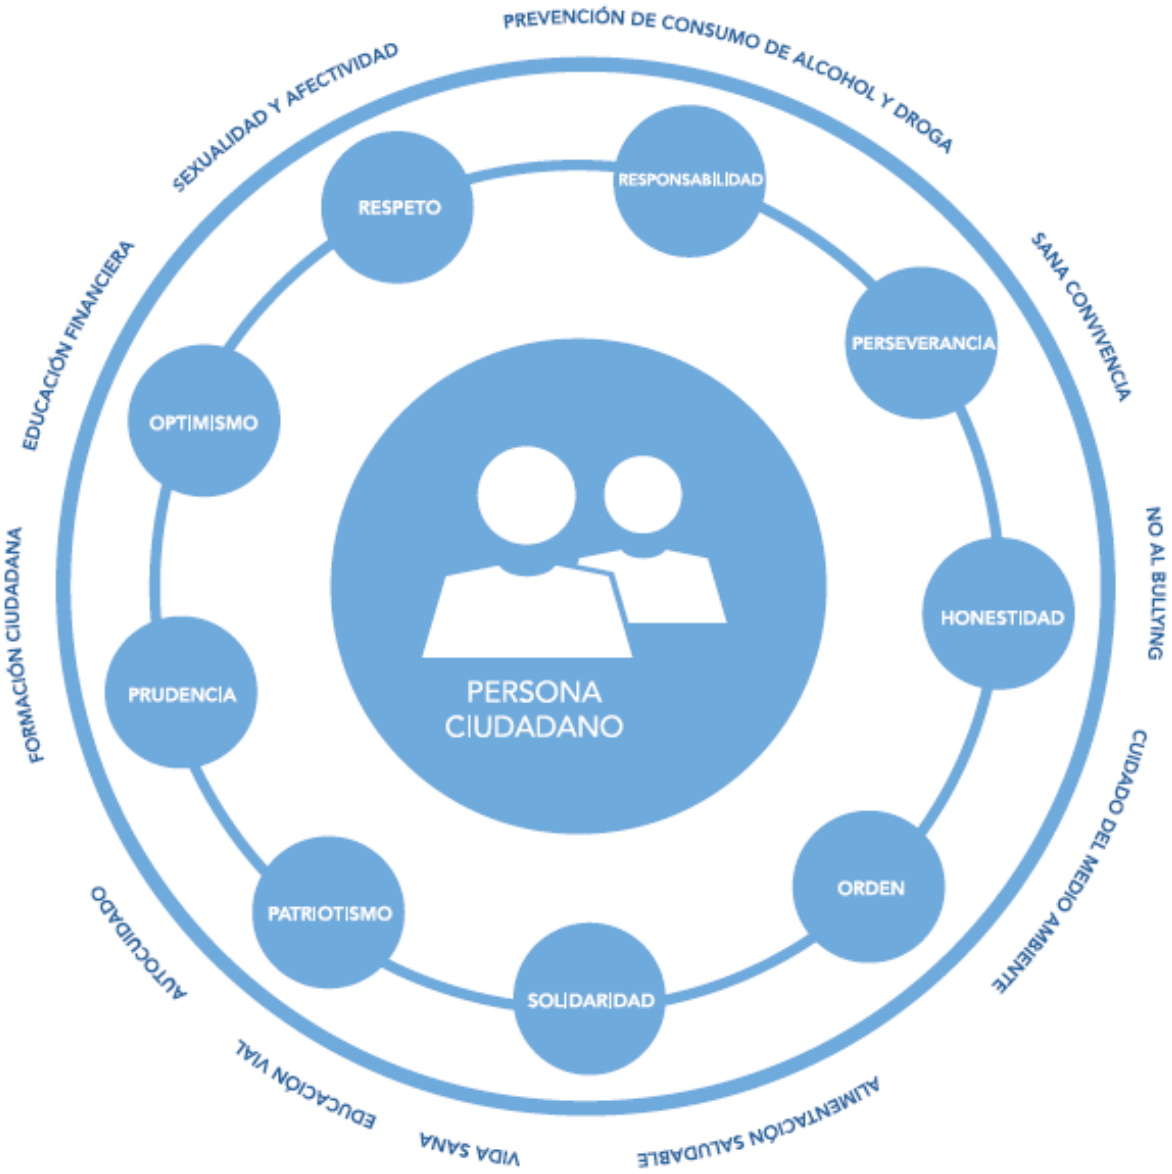 PREVENCIÓN DE CONSUMO DE ALCOHOL Y DROGA
SANA CONVIVENCIA
NO AL BULLYING
CUIDADO DEL MEDIO AMBIENTE
ALIMENTACIÓN SALUDABLE
VIDA SANA
EDUCACIÓN VIAL
AUTOCUIDADO
FORMACIÓN CIUDADANA
EDUCACIÓN FINANCIERA
SEXUALIDAD Y AFECTIVIDAD
RESPONSABILIDAD
PERSEVERANCIA
HONESTIDAD
ORDEN
SOLIDARIDAD
PATRIOTISMO
PRUDENCIA
OPTIMISMO
RESPETO
PERSONA
CIUDADANO